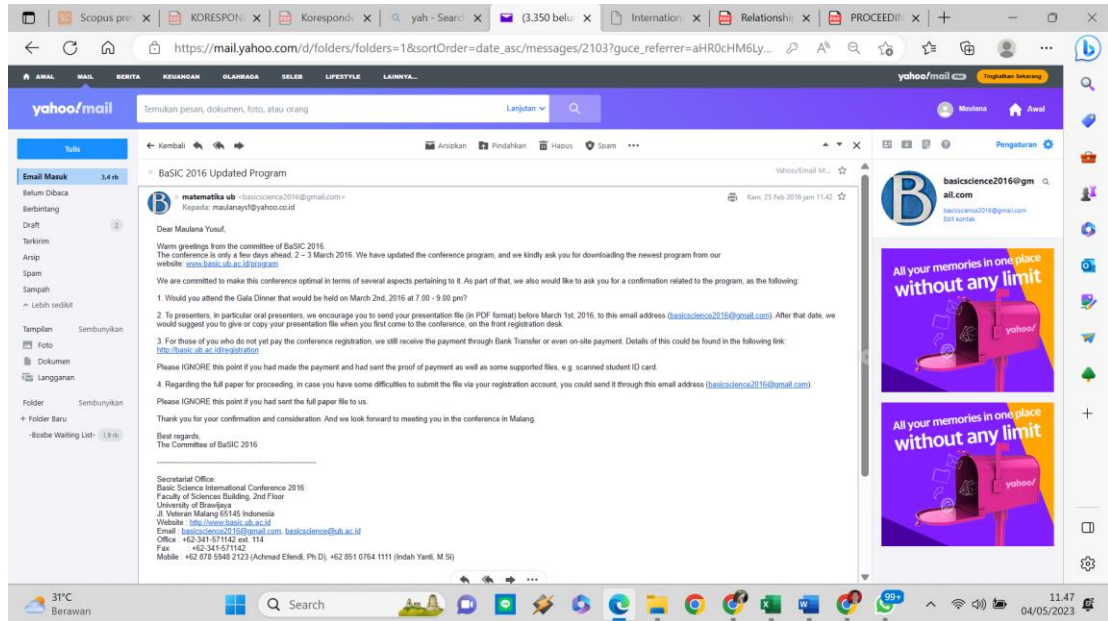 Scopus prev
KORESPON
Koresponde
yah - Searc
(3.350 belu
Internation
Relationship
PROCEEDIN
https://mail.yahoo.com/d/folders/folders=1&sortOrder=date_asc/messages/2103?guce_referrer=aHR0cHM6Ly...
AWAL MAIL BERITA KEUANGAN OLAHRAGA SELEB LIFESTYLE LAINNYA...
yahoo!mail Tingkatkan Sekarang
yahoo!mail
Temukan pesan, dokumen, foto, atau orang
Lanjutan
Maulana
Awal
Tulis
Kembali
Arsipkan Pindahkan Hapus Spam
Pengaturan
Email Masuk 3,4 rb
Belum Dibaca
Berbintang
Draft 2
Terkirim
Arsip
Spam
Sampah
Lebih sedikit
Tampilan Sembunyikan
Foto
Dokumen
Langganan
Folder Sembunyikan
+ Folder Baru
-Boxbe Waiting List- 1,8 rb
BaSIC 2016 Updated Program
Yahoo/Email M...
matematika ub <basicscience2016@gmail.com>
Kepada: maulanaysf@yahoo.co.id
Kam, 25 Feb 2016 jam 11.42
Dear Maulana Yusuf,
Warm greetings from the committee of BaSIC 2016.
The conference is only a few days ahead, 2 – 3 March 2016. We have updated the conference program, and we kindly ask you for downloading the newest program from our
website: www.basic.ub.ac.id/program
We are committed to make this conference optimal in terms of several aspects pertaining to it. As part of that, we also would like to ask you for a confirmation related to the program, as the following:
1. Would you attend the Gala Dinner that would be held on March 2nd, 2016 at 7.00 - 9.00 pm?
2. To presenters, in particular oral presenters, we encourage you to send your presentation file (in PDF format) before March 1st, 2016, to this email address (basicscience2016@gmail.com). After that date, we
would suggest you to give or copy your presentation file when you first come to the conference, on the front registration desk.
3. For those of you who do not yet pay the conference registration, we still receive the payment through Bank Transfer or even on-site payment. Details of this could be found in the following link:
http://basic.ub.ac.id/registration
Please IGNORE this point if you had made the payment and had sent the proof of payment as well as some supported files, e.g. scanned student ID card.
4. Regarding the full paper for proceeding, in case you have some difficulties to submit the file via your registration account, you could send it through this email address (basicscience2016@gmail.com).
Please IGNORE this point if you had sent the full paper file to us.
Thank you for your confirmation and consideration. And we look forward to meeting you in the conference in Malang.
Best regards,
The Committee of BaSIC 2016
Secretariat Office:
Basic Science International Conference 2016
Faculty of Sciences Building, 2nd Floor
University of Brawijaya
Jl. Veteran Malang 65145 Indonesia
Website : http://www.basic.ub.ac.id
Email : basicscience2016@gmail.com, basicscience@ub.ac.id
Office : +62-341-571142 ext. 114
Fax : +62-341-571142
Mobile : +62 878 5948 2123 (Achmad Efendi, Ph.D), +62 851 0764 1111 (Indah Yanti, M.Si)
basicscience2016@gm
ail.com
basicscience2016@gmail.com
Edit kontak
All your memories in one place
without any limit
yahoo!
All your memories in one place
without any limit
yahoo!
31°C
Berawan
Search
99+
11.47
04/05/2023